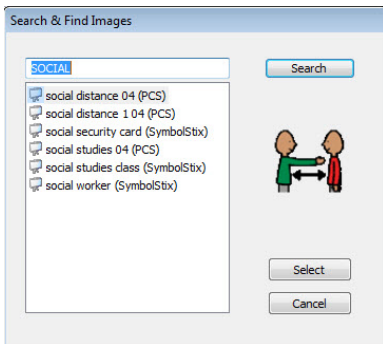 Search & Find Images
SOCIAL
Search
social distance 04 (PCS)
social distance 1 04 (PCS)
social security card (SymbolStix)
social studies 04 (PCS)
social studies class (SymbolStix)
social worker (SymbolStix)
Select
Cancel